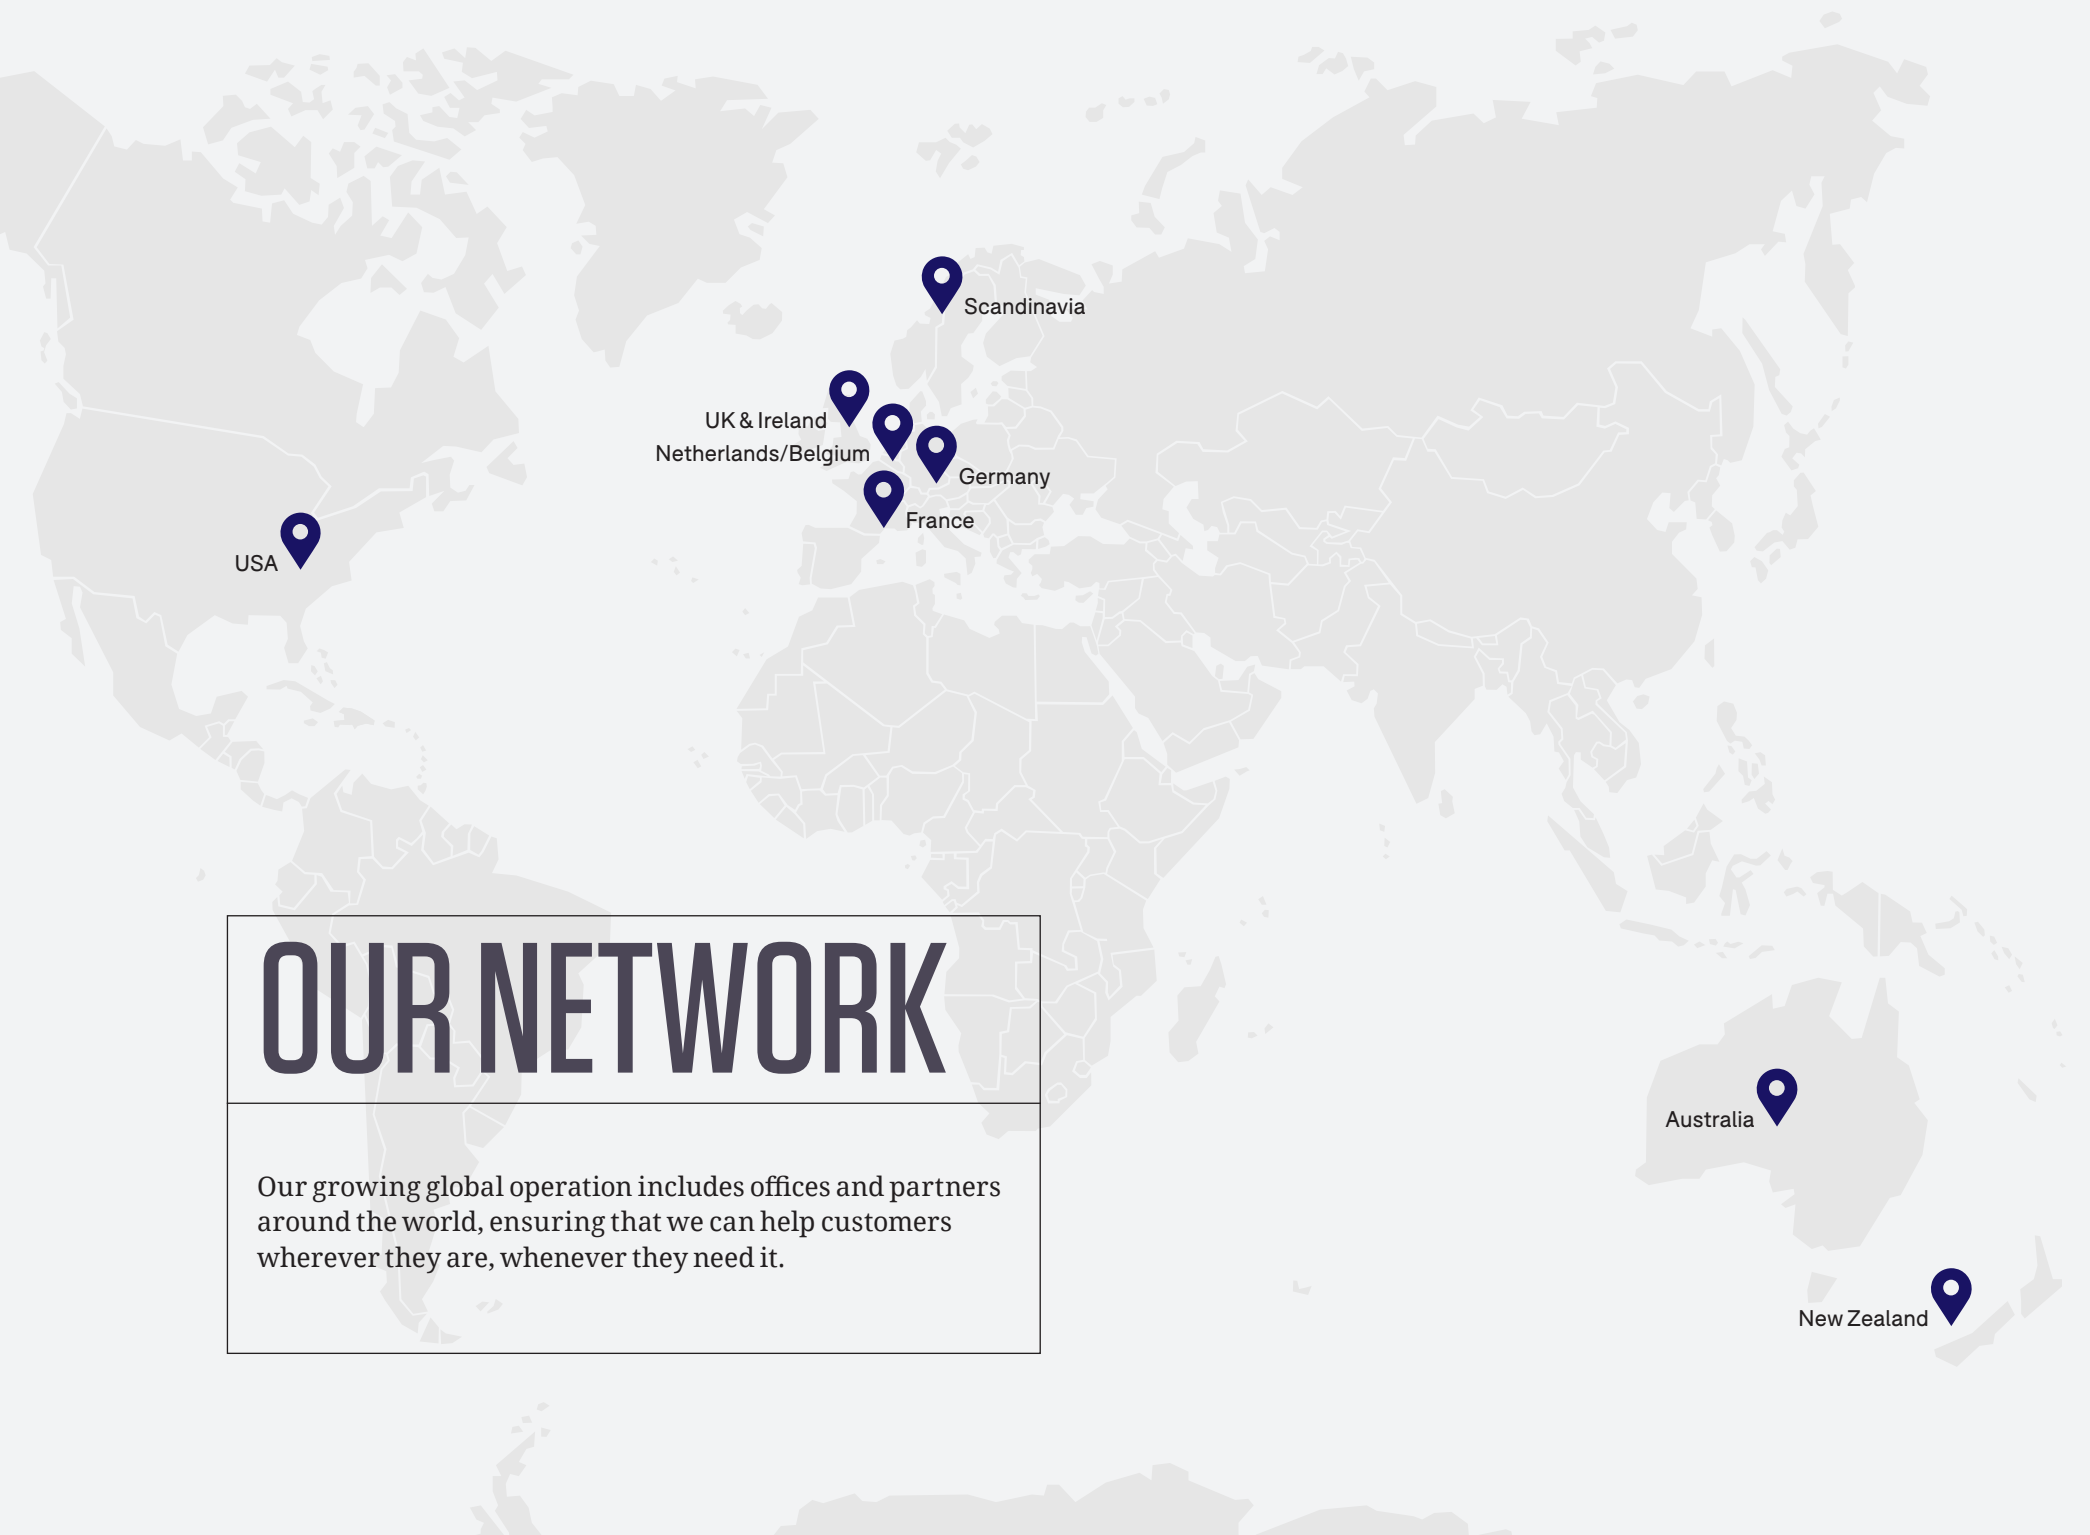 Scandinavia
UK & Ireland
Netherlands/Belgium
Germany
France
USA
OUR NETWORK
Our growing global operation includes offices and partners
around the world, ensuring that we can help customers
wherever they are, whenever they need it.
Australia
New Zealand